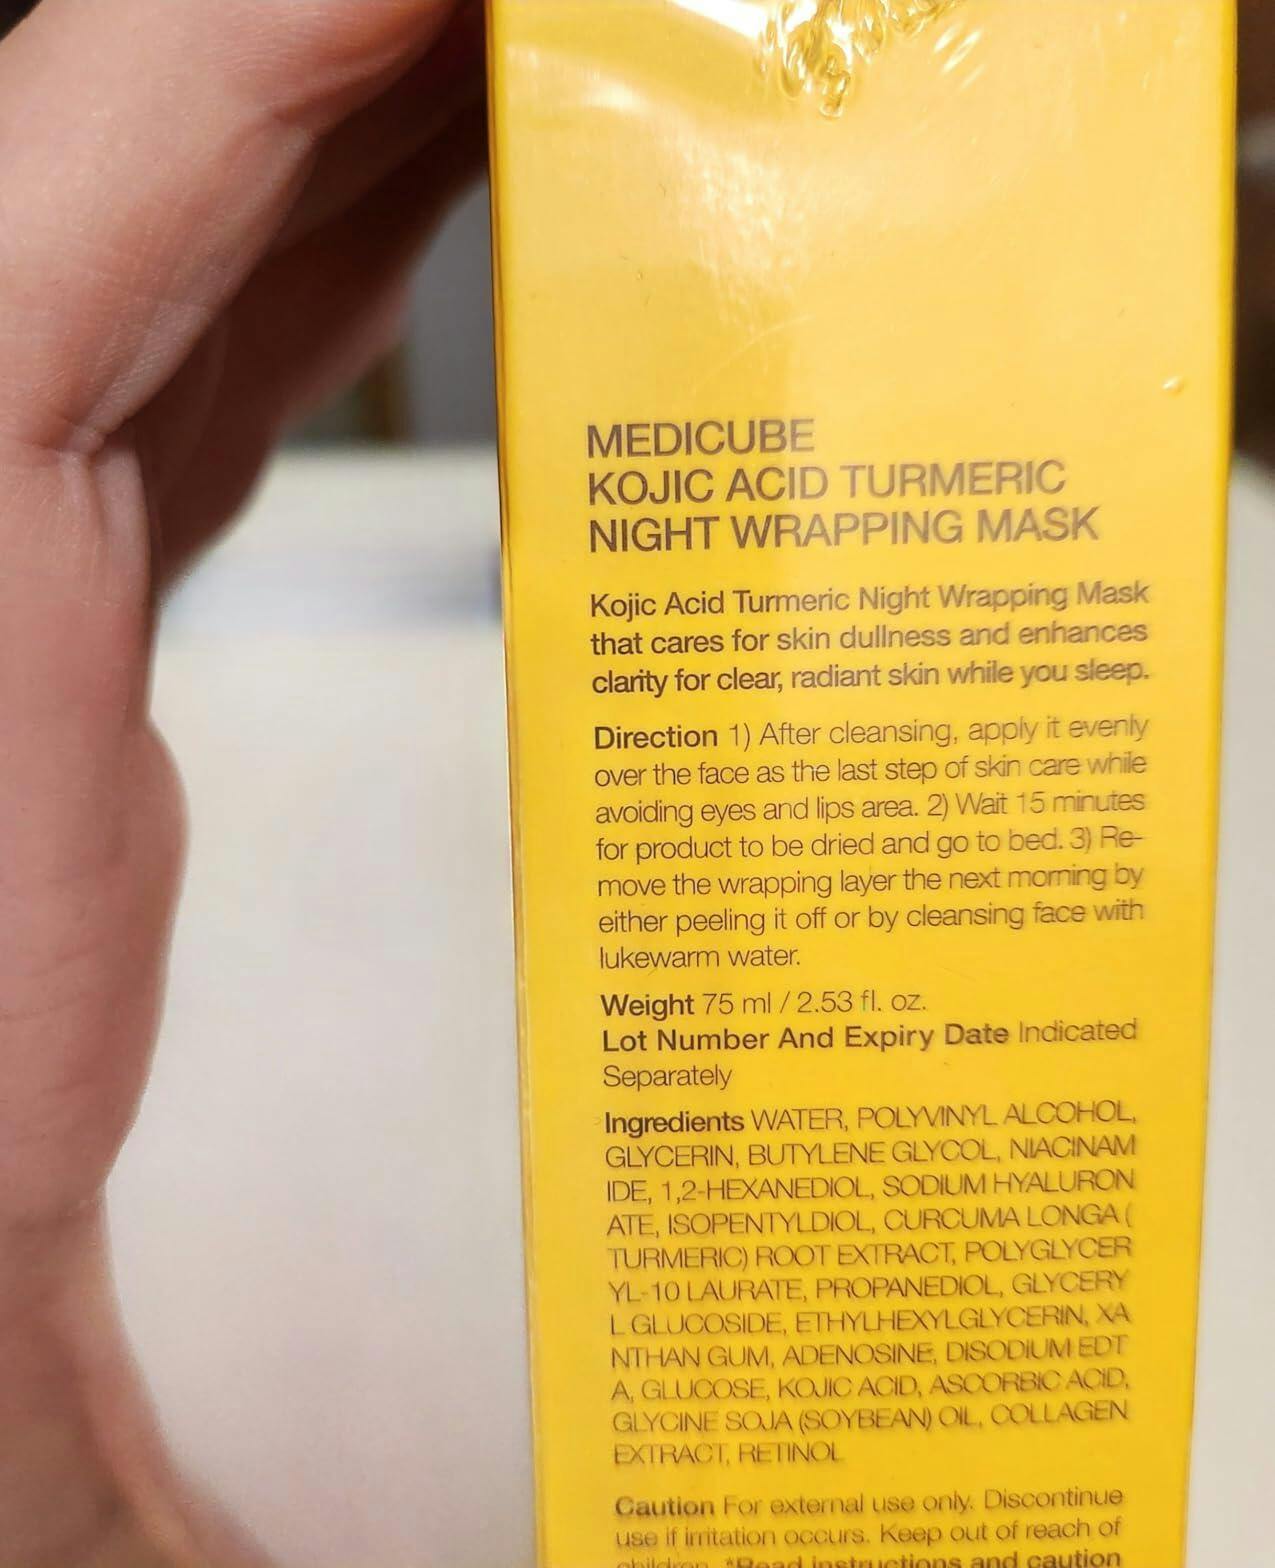 MEDICUBE
KOJIC ACID TURMERIC
NIGHT WRAPPING MASK
Kojic Acid Turmeric Night Wrapping Mask
that cares for skin dullness and enhances
clarity for clear, radiant skin while you sleep.
Direction 1) After cleansing, apply it evenly
over the face as the last step of skin care while
avoiding eyes and lips area. 2) Wait 15 minutes
for product to be dried and go to bed. 3) Re-
move the wrapping layer the next morning by
either peeling it off or by cleansing face with
lukewarm water.
Weight 75 ml / 2.53 fl. oz.
Lot Number And Expiry Date Indicated
Separately
Ingredients WATER, POLYVINYL ALCOHOL,
GLYCERIN, BUTYLENE GLYCOL, NIACINAM
IDE, 1,2-HEXANEDIOL, SODIUM HYALURON
ATE, ISOPENTYLDIOL, CURCUMA LONGA (
TURMERIC) ROOT EXTRACT, POLYGLYCER
YL-10 LAURATE, PROPANEDIOL, GLYCERY
L GLUCOSIDE, ETHYLHEXYLGLYCERIN, XA
NTHAN GUM, ADENOSINE, DISODIUM EDT
A, GLUCOSE, KOJIC ACID, ASCORBIC ACID,
GLYCINE SOJA (SOYBEAN) OIL, COLLAGEN
EXTRACT, RETINOL
Caution For external use only. Discontinue
use if irritation occurs. Keep out of reach of
children. *Read instructions and caution